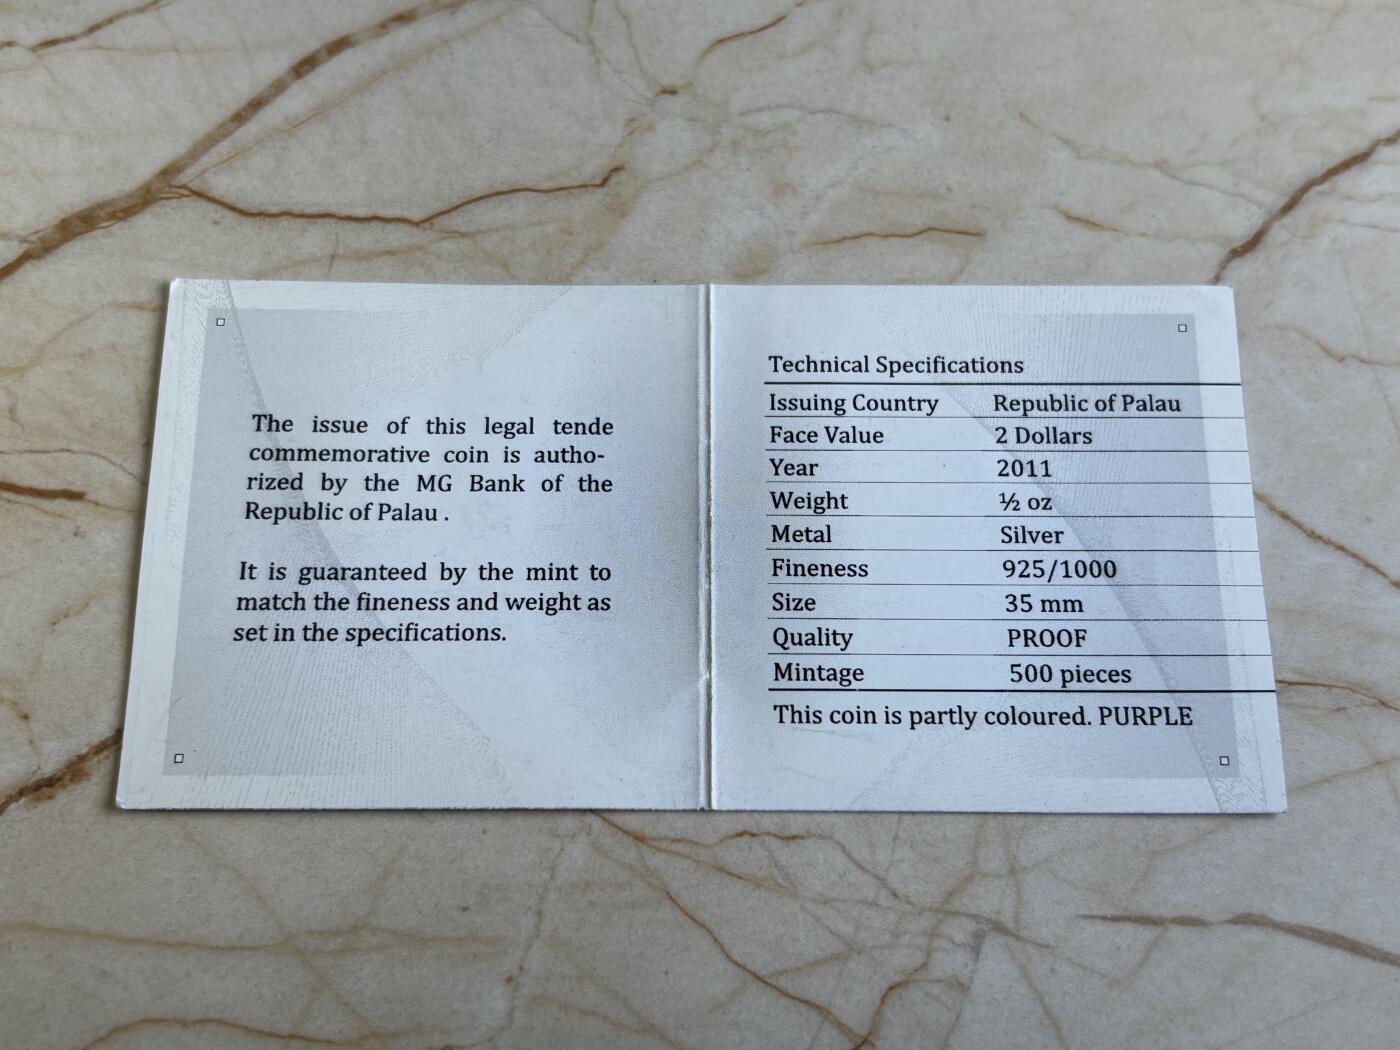 The issue of this legal tende
commemorative coin is autho-
rized by the MG Bank of the
Republic of Palau .
It is guaranteed by the mint to
match the fineness and weight as
set in the specifications.
Technical Specifications
Issuing Country Republic of Palau
Face Value 2 Dollars
Year 2011
Weight ½ oz
Metal Silver
Fineness 925/1000
Size 35 mm
Quality PROOF
Mintage 500 pieces
This coin is partly coloured. PURPLE